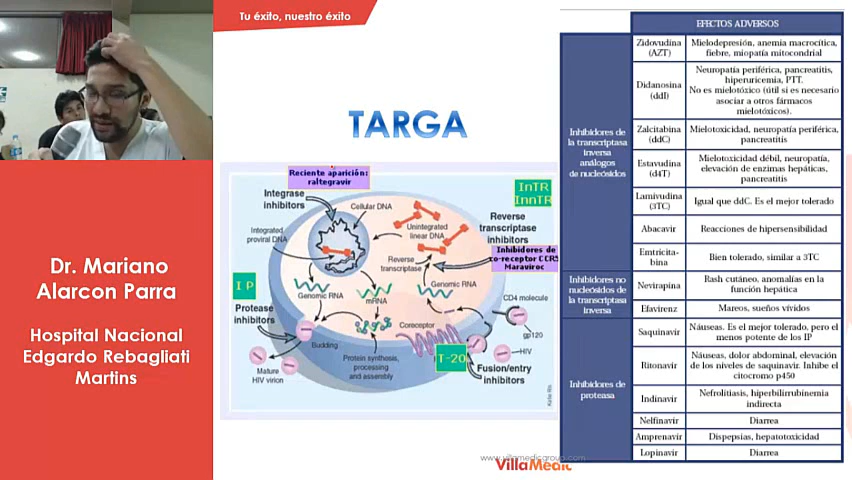 Tu éxito, nuestro éxito
Dr. Mariano
Alarcon Parra
Hospital Nacional
Edgardo Rebagliati
Martins
TARGA
Reciente aparición:
raltegravir
Integrase
inhibitors
Cellular DNA
Unintegrated
linear DNA
InTR
InnTR
Reverse
transcriptase
inhibitors
Integrated
proviral DNA
Reverse
transcriptase
Inhibidores de
co-receptor CCR5
Maraviroc
I P
Protease
inhibitors
Genomic RNA
mRNA
Genomic RNA
CD4 molecule
gp120
Coreceptor
Budding
T-20
HIV
Mature
HIV virion
Protein synthesis,
processing
and assembly
Fusion/entry
inhibitors
www.villamedicgroup.com
VillaMedic
EFECTOS ADVERSOS
Inhibidores de
la transcriptasa
inversa
análogos
de nucleósidos
Zidovudina
(AZT)
Mielodepresión, anemia macrocítica,
fiebre, miopatía mitocondrial
Didanosina
(ddI)
Neuropatía periférica, pancreatitis,
hiperuricemia, PTT.
No es mielotóxico (útil si es necesario
asociar a otros fármacos
mielotóxicos).
Zalcitabina
(ddC)
Mielotoxicidad, neuropatía periférica,
pancreatitis
Estavudina
(d4T)
Mielotoxicidad débil, neuropatía,
elevación de enzimas hepáticas,
pancreatitis
Lamivudina
(3TC)
Igual que ddC. Es el mejor tolerado
Abacavir
Reacciones de hipersensibilidad
Emtricita-
bina
Bien tolerado, similar a 3TC
Inhibidores no
nucleósidos de
la transcriptasa
inversa
Nevirapina
Rash cutáneo, anomalías en la
función hepática
Efavirenz
Mareos, sueños vívidos
Inhibidores de
proteasa
Saquinavir
Náuseas. Es el mejor tolerado, pero el
menos potente de los IP
Ritonavir
Náuseas, dolor abdominal, elevación
de los niveles de saquinavir. Inhibe el
citocromo p450
Indinavir
Nefrolitiasis, hiperbilirrubinemia
indirecta
Nelfinavir
Diarrea
Amprenavir
Dispepsias, hepatotoxicidad
Lopinavir
Diarrea